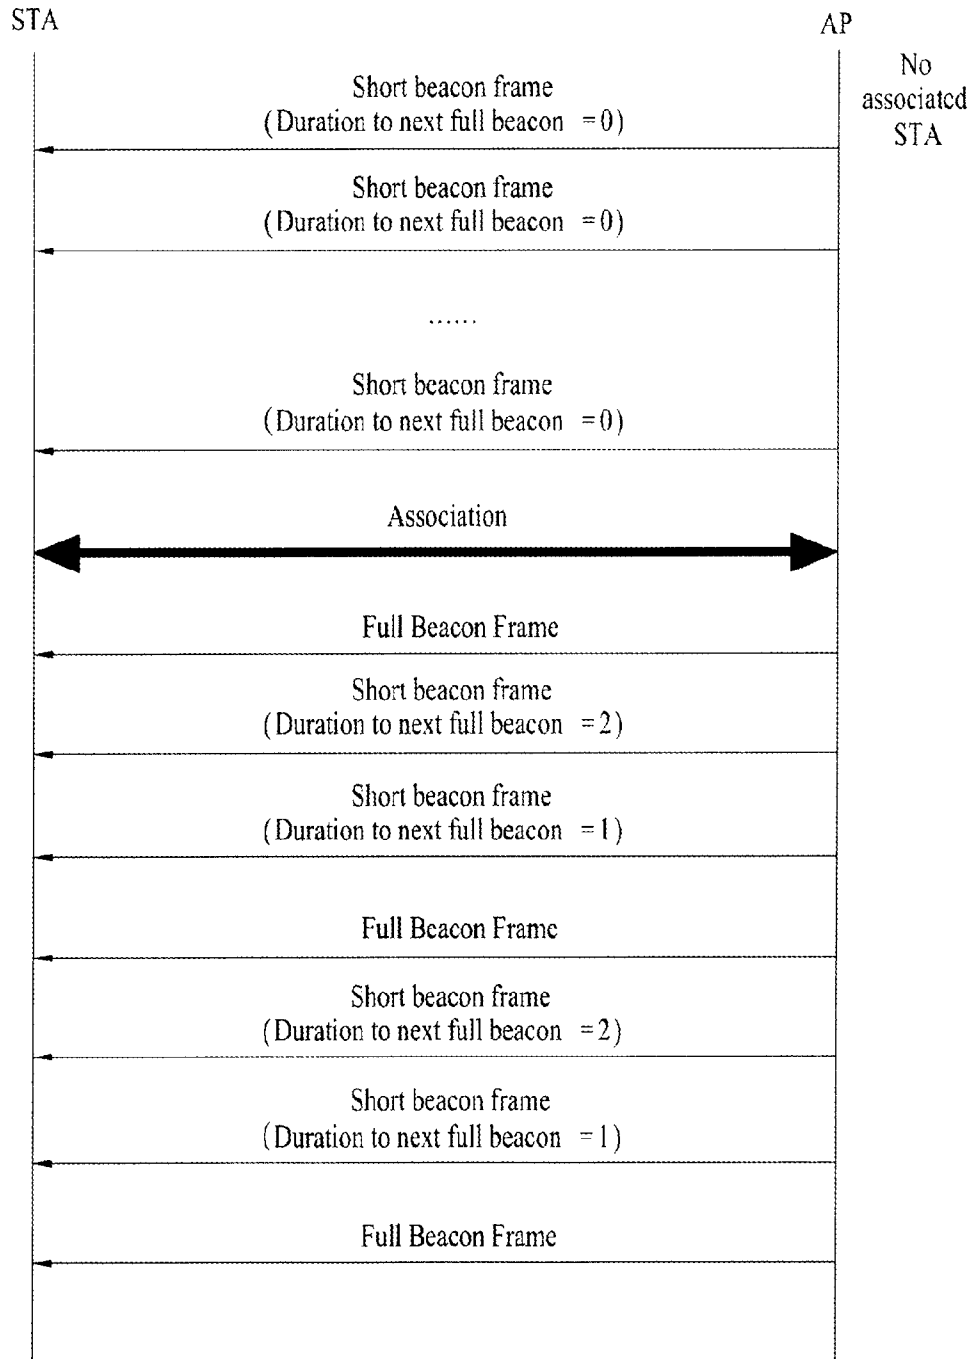 STA
AP
No
associated
STA
Short beacon frame
(Duration to next full beacon =0)
Short beacon frame
(Duration to next full beacon =0)
......
Short beacon frame
(Duration to next full beacon =0)
Association
Full Beacon Frame
Short beacon frame
(Duration to next full beacon =2)
Short beacon frame
(Duration to next full beacon =1)
Full Beacon Frame
Short beacon frame
(Duration to next full beacon =2)
Short beacon frame
(Duration to next full beacon =1)
Full Beacon Frame